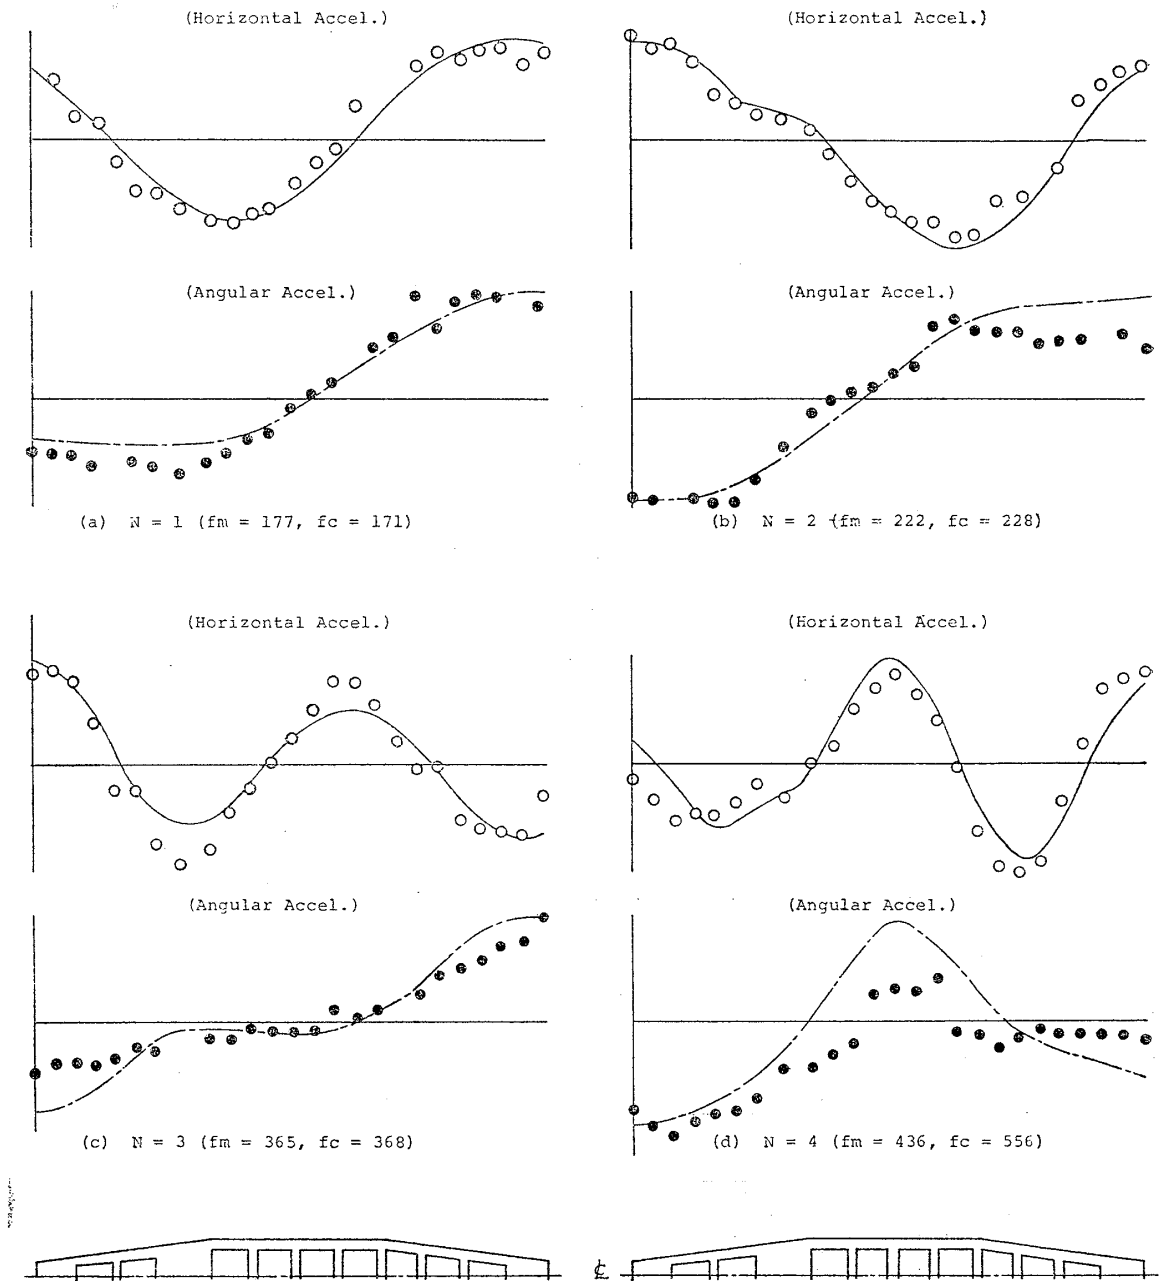 (Horizontal Accel.)
(Horizontal Accel.)
(Angular Accel.)
(Angular Accel.)
(a) N = 1 (fm = 177, fc = 171)
(b) N = 2 (fm = 222, fc = 228)
(Horizontal Accel.)
(Horizontal Accel.)
(Angular Accel.)
(Angular Accel.)
(c) N = 3 (fm = 365, fc = 368)
(d) N = 4 (fm = 436, fc = 556)
℄